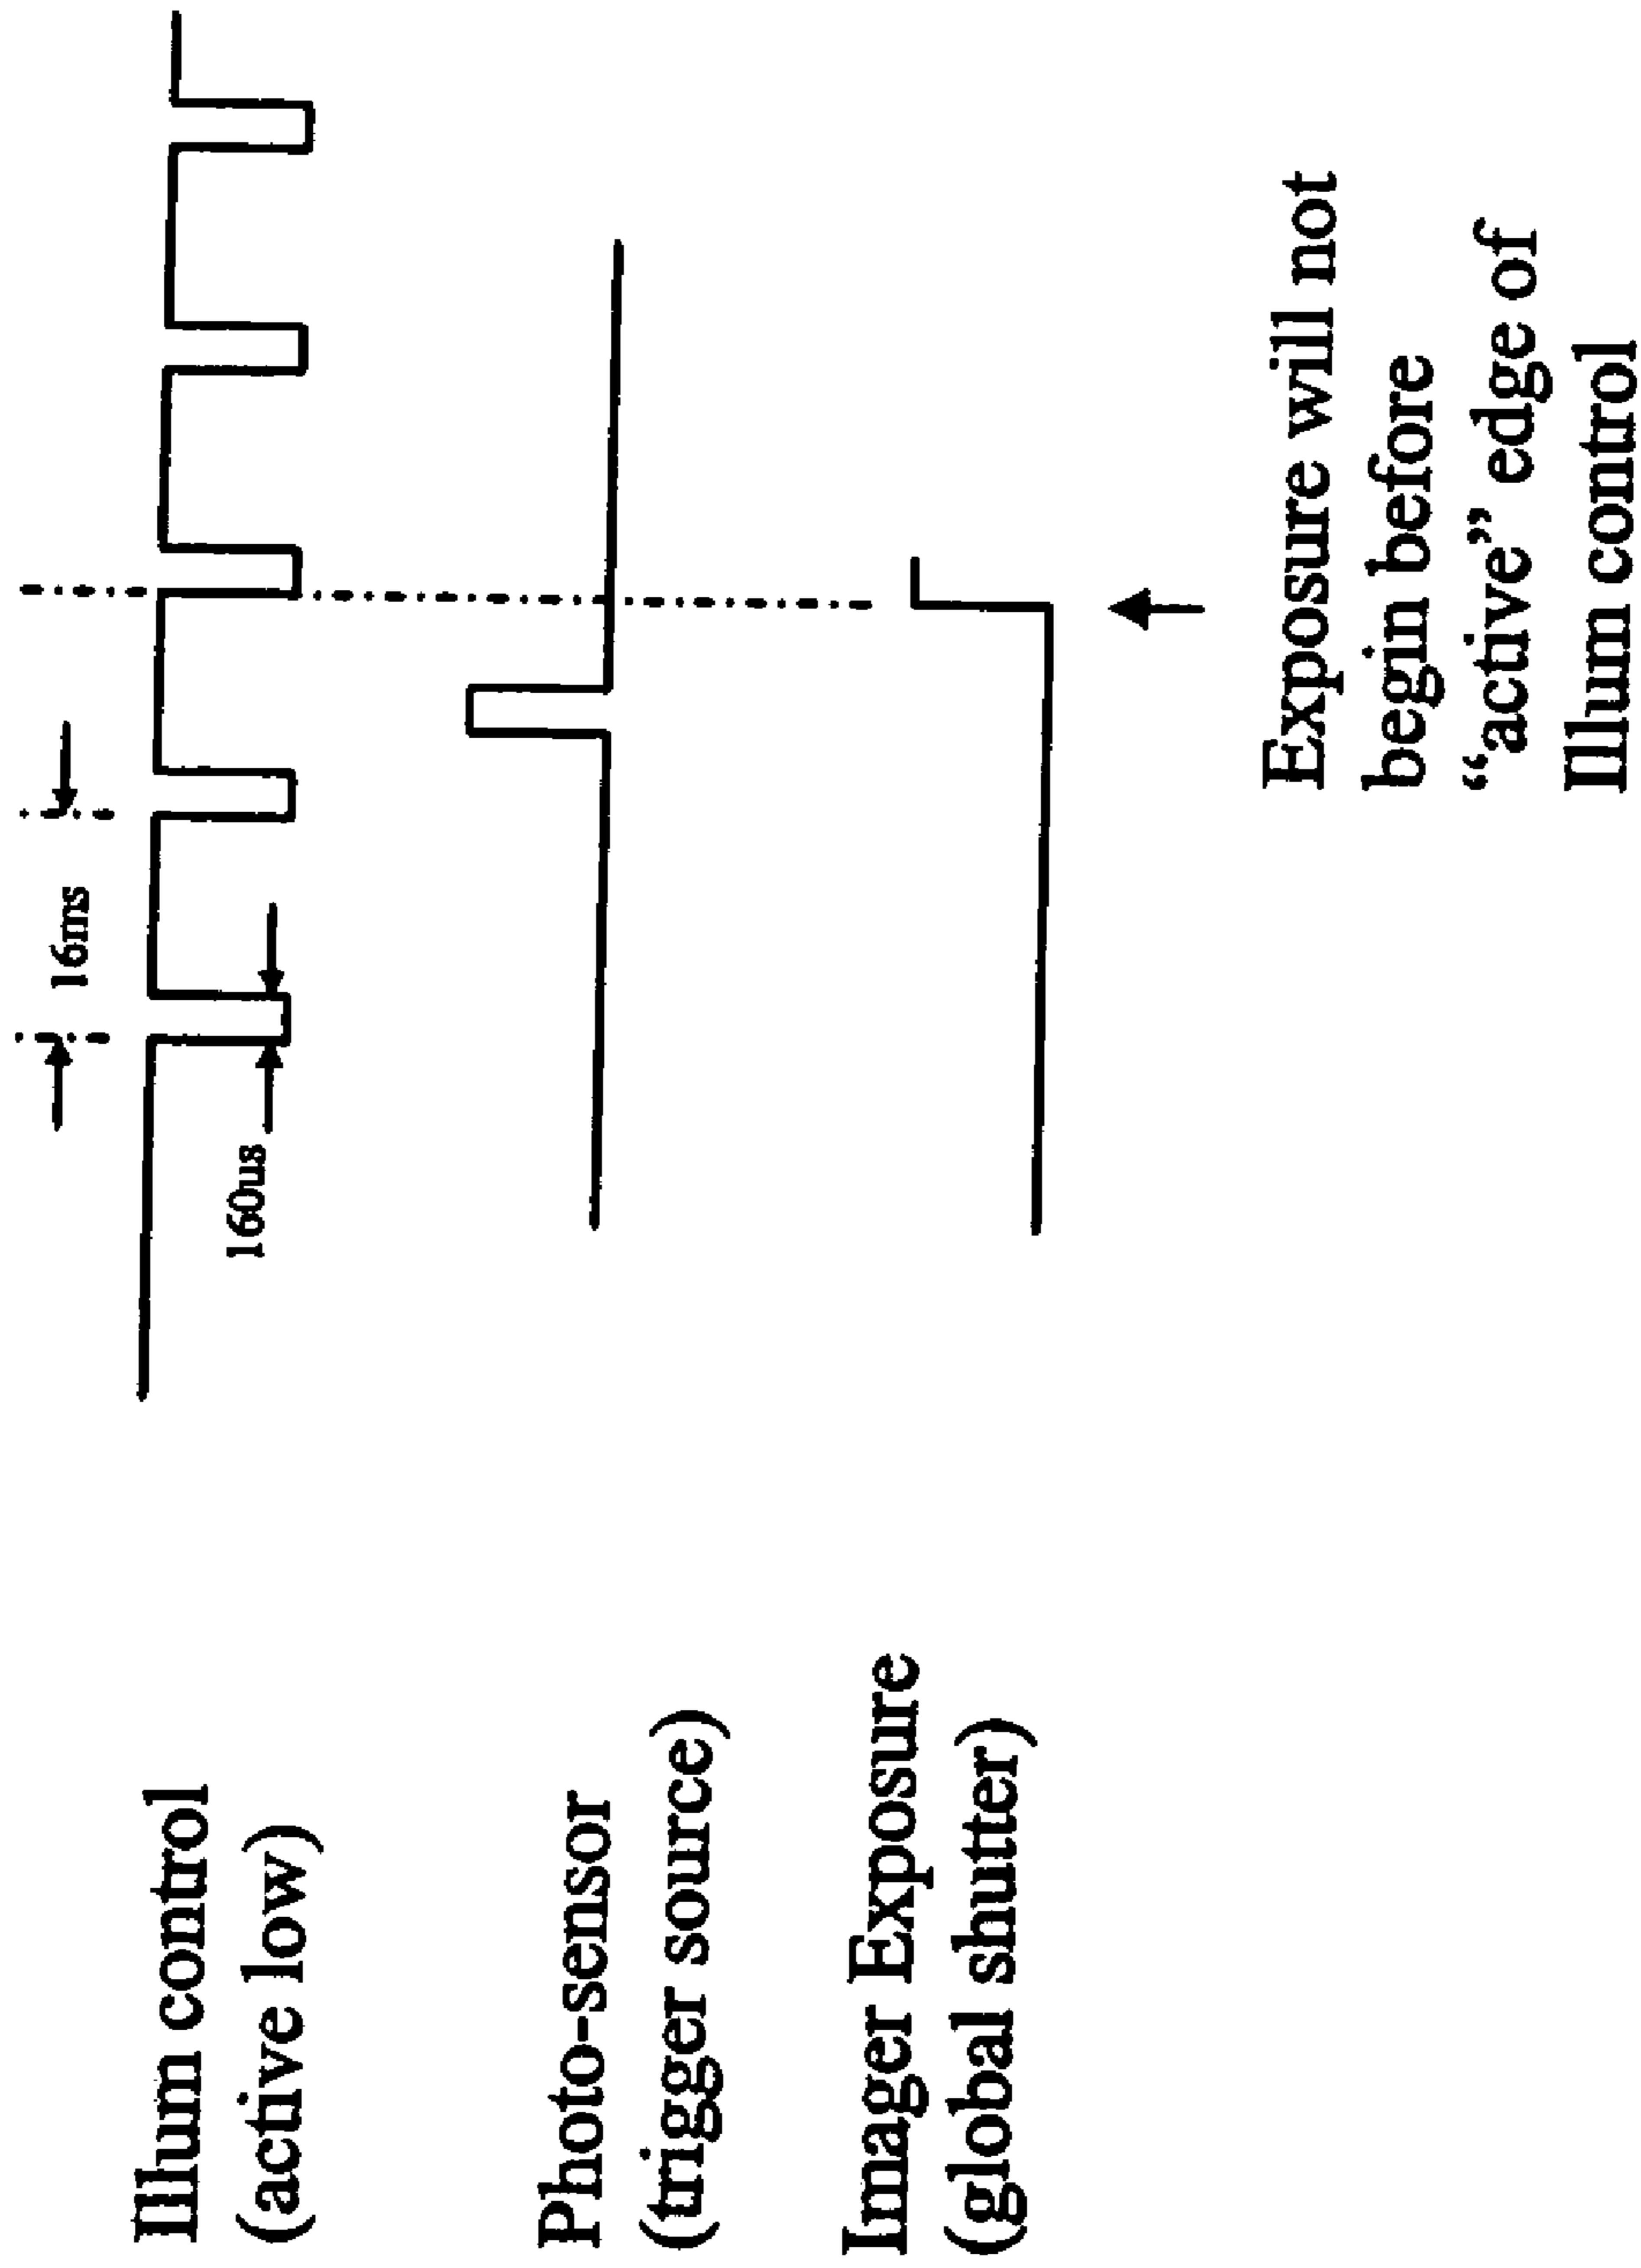 16ms
160us
Illum control
(active low)
Photo-sensor
(trigger source)
Imager Exposure
(global shutter)
Exposure will not
begin before
“active” edge of
Illum control